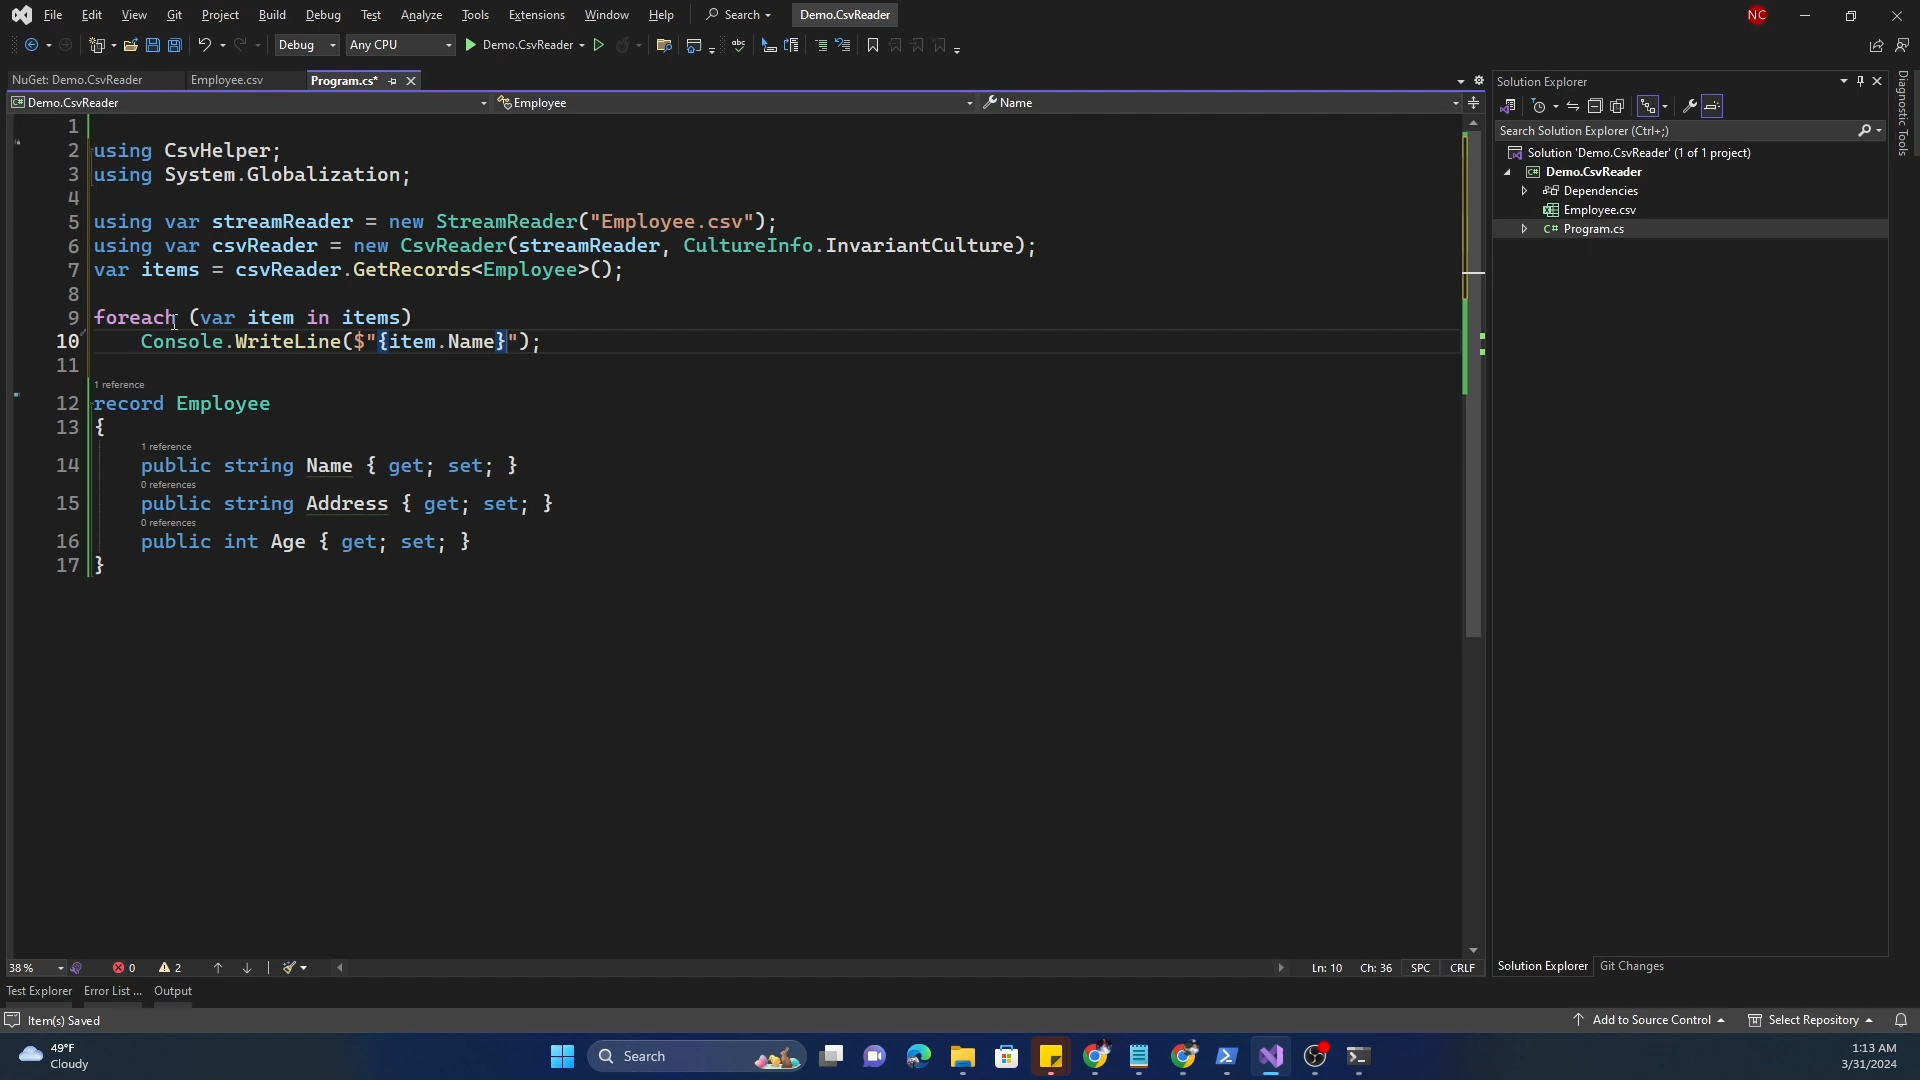 File Edit View Git Project Build Debug Test Analyze Tools Extensions Window Help Search Demo.CsvReader NC
Debug Any CPU Demo.CsvReader
NuGet: Demo.CsvReader Employee.csv Program.cs*
Demo.CsvReader Employee Name
1
2 using CsvHelper;
3 using System.Globalization;
4
5 using var streamReader = new StreamReader("Employee.csv");
6 using var csvReader = new CsvReader(streamReader, CultureInfo.InvariantCulture);
7 var items = csvReader.GetRecords<Employee>();
8
9 foreach (var item in items)
10 Console.WriteLine($"{item.Name}");
11
1 reference
12 record Employee
13 {
1 reference
14 public string Name { get; set; }
0 references
15 public string Address { get; set; }
0 references
16 public int Age { get; set; }
17 }
Solution Explorer
Search Solution Explorer (Ctrl+;)
Solution 'Demo.CsvReader' (1 of 1 project)
Demo.CsvReader
Dependencies
Employee.csv
C# Program.cs
Diagnostic Tools
38 % 0 2 Ln: 10 Ch: 36 SPC CRLF
Solution Explorer Git Changes
Test Explorer Error List ... Output
Item(s) Saved Add to Source Control Select Repository
49°F
Cloudy
Search
1:13 AM
3/31/2024